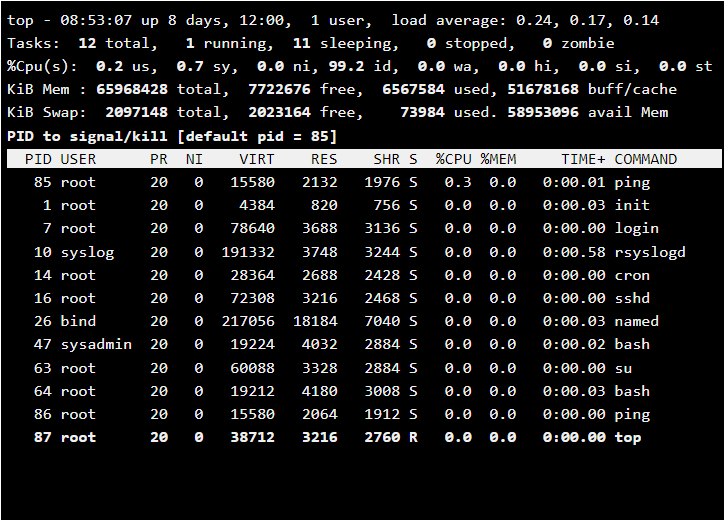 top - 08:53:07 up 8 days, 12:00,  1 user,  load average: 0.24, 0.17, 0.14
Tasks:  12 total,   1 running,  11 sleeping,   0 stopped,   0 zombie
%Cpu(s):  0.2 us,  0.7 sy,  0.0 ni, 99.2 id,  0.0 wa,  0.0 hi,  0.0 si,  0.0 st
KiB Mem : 65968428 total,  7722676 free,  6567584 used, 51678168 buff/cache
KiB Swap:  2097148 total,  2023164 free,    73984 used. 58953096 avail Mem
PID to signal/kill [default pid = 85]
  PID USER      PR  NI    VIRT    RES    SHR S  %CPU %MEM     TIME+ COMMAND
   85 root      20   0   15580   2132   1976 S   0.3  0.0   0:00.01 ping
    1 root      20   0    4384    820    756 S   0.0  0.0   0:00.03 init
    7 root      20   0   78640   3688   3136 S   0.0  0.0   0:00.00 login
   10 syslog    20   0  191332   3748   3244 S   0.0  0.0   0:00.58 rsyslogd
   14 root      20   0   28364   2688   2428 S   0.0  0.0   0:00.00 cron
   16 root      20   0   72308   3216   2468 S   0.0  0.0   0:00.00 sshd
   26 bind      20   0  217056  18184   7040 S   0.0  0.0   0:00.03 named
   47 sysadmin  20   0   19224   4032   2884 S   0.0  0.0   0:00.02 bash
   63 root      20   0   60088   3328   2884 S   0.0  0.0   0:00.00 su
   64 root      20   0   19212   4180   3008 S   0.0  0.0   0:00.03 bash
   86 root      20   0   15580   2064   1912 S   0.0  0.0   0:00.00 ping
   87 root      20   0   38712   3216   2760 R   0.0  0.0   0:00.00 top